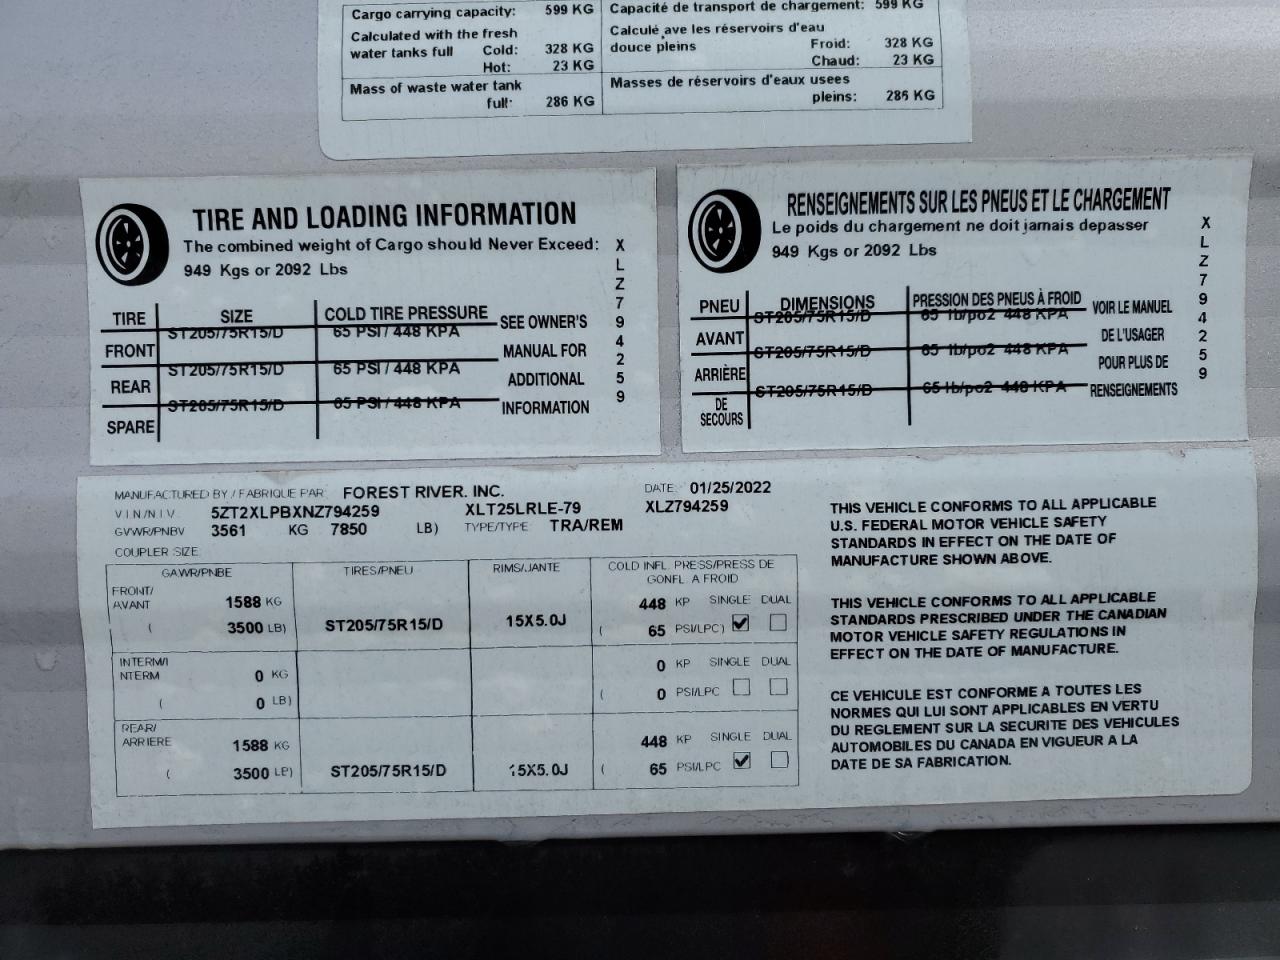 Cargo carrying capacity: 599 KG
Calculated with the fresh
water tanks full Cold: 328 KG
Hot: 23 KG
Mass of waste water tank
full: 286 KG
Capacité de transport de chargement: 599 KG
Calculé ave les réservoirs d'eau
douce pleins Froid: 328 KG
Chaud: 23 KG
Masses de réservoirs d'eaux usees
pleins: 286 KG
TIRE AND LOADING INFORMATION
The combined weight of Cargo should Never Exceed:
949 Kgs or 2092 Lbs
TIRE SIZE COLD TIRE PRESSURE
FRONT ST205/75R15/D 65 PSI / 448 KPA
REAR ST205/75R15/D 65 PSI / 448 KPA
SPARE ST205/75R15/D 65 PSI / 448 KPA
SEE OWNER'S
MANUAL FOR
ADDITIONAL
INFORMATION
XLZ794259
RENSEIGNEMENTS SUR LES PNEUS ET LE CHARGEMENT
Le poids du chargement ne doit jamais depasser
949 Kgs or 2092 Lbs
PNEU DIMENSIONS PRESSION DES PNEUS À FROID
AVANT ST205/75R15/D 65 lb/po2 448 KPA
ARRIÈRE ST205/75R15/D 65 lb/po2 448 KPA
DE
SECOURS ST205/75R15/D 65 lb/po2 448 KPA
VOIR LE MANUEL
DE L'USAGER
POUR PLUS DE
RENSEIGNEMENTS
XLZ794259
MANUFACTURED BY / FABRIQUE PAR: FOREST RIVER. INC. DATE: 01/25/2022
V I N/N I V. 5ZT2XLPBXNZ794259 XLT25LRLE-79 XLZ794259
GVWR/PNBV 3561 KG 7850 LB) TYPE/TYPE TRA/REM
COUPLER SIZE
GAWR/PNBE TIRES/PNEU RIMS/JANTE COLD INFL. PRESS/PRESS DE
GONFL. A FROID
FRONT/
AVANT 1588 KG 448 KP SINGLE DUAL
( 3500 LB) ST205/75R15/D 15X5.0J ( 65 PSI/LPC) ✓
INTERM/I
NTERM 0 KG 0 KP SINGLE DUAL
( 0 LB) ( 0 PSI/LPC
REAR/
ARRIERE 1588 KG 448 KP SINGLE DUAL
( 3500 LB) ST205/75R15/D 15X5.0J ( 65 PSI/LPC ✓
THIS VEHICLE CONFORMS TO ALL APPLICABLE
U.S. FEDERAL MOTOR VEHICLE SAFETY
STANDARDS IN EFFECT ON THE DATE OF
MANUFACTURE SHOWN ABOVE.
THIS VEHICLE CONFORMS TO ALL APPLICABLE
STANDARDS PRESCRIBED UNDER THE CANADIAN
MOTOR VEHICLE SAFETY REGULATIONS IN
EFFECT ON THE DATE OF MANUFACTURE.
CE VEHICULE EST CONFORME A TOUTES LES
NORMES QUI LUI SONT APPLICABLES EN VERTU
DU REGLEMENT SUR LA SECURITE DES VEHICULES
AUTOMOBILES DU CANADA EN VIGUEUR A LA
DATE DE SA FABRICATION.